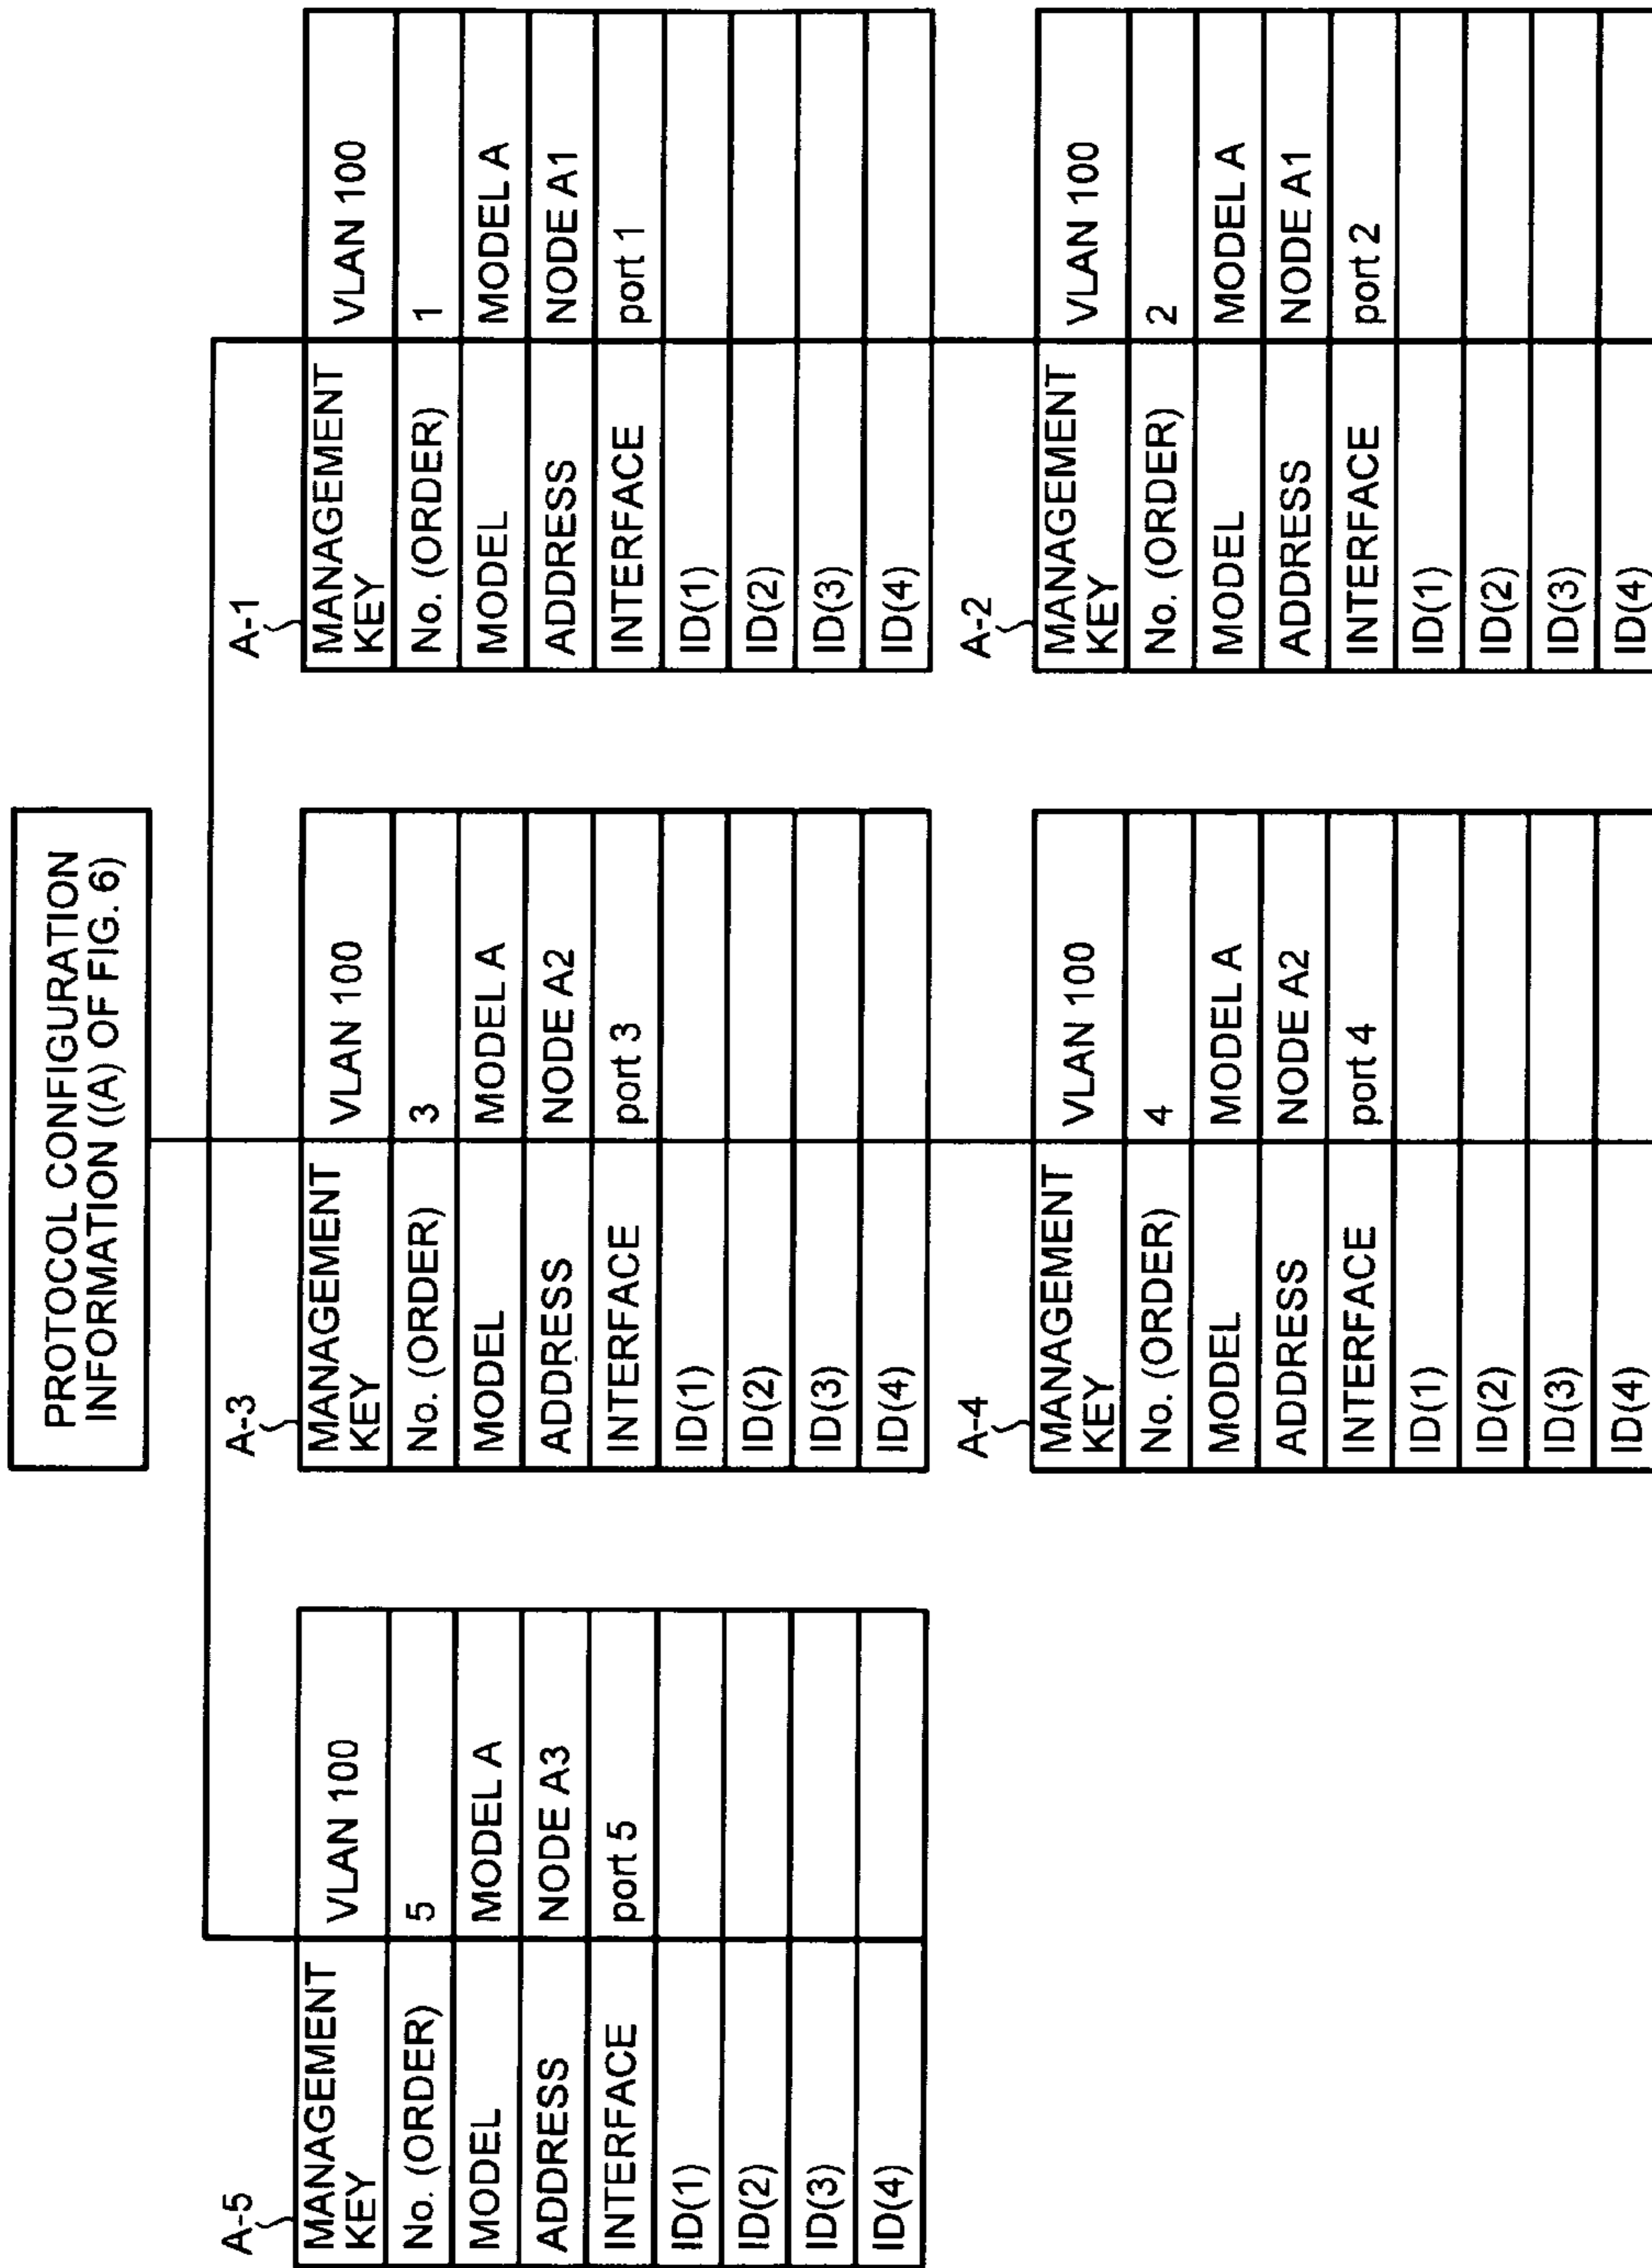 PROTOCOL CONFIGURATION
INFORMATION ((A) OF FIG. 6)
A-5
MANAGEMENT
KEY
VLAN 100
No. (ORDER) 5
MODEL MODEL A
ADDRESS NODE A3
INTERFACE port 5
ID(1)
ID(2)
ID(3)
ID(4)
A-3
MANAGEMENT
KEY
VLAN 100
No. (ORDER) 3
MODEL MODEL A
ADDRESS NODE A2
INTERFACE port 3
ID(1)
ID(2)
ID(3)
ID(4)
A-1
MANAGEMENT
KEY
VLAN 100
No. (ORDER) 1
MODEL MODEL A
ADDRESS NODE A1
INTERFACE port 1
ID(1)
ID(2)
ID(3)
ID(4)
A-4
MANAGEMENT
KEY
VLAN 100
No. (ORDER) 4
MODEL MODEL A
ADDRESS NODE A2
INTERFACE port 4
ID(1)
ID(2)
ID(3)
ID(4)
A-2
MANAGEMENT
KEY
VLAN 100
No. (ORDER) 2
MODEL MODEL A
ADDRESS NODE A1
INTERFACE port 2
ID(1)
ID(2)
ID(3)
ID(4)